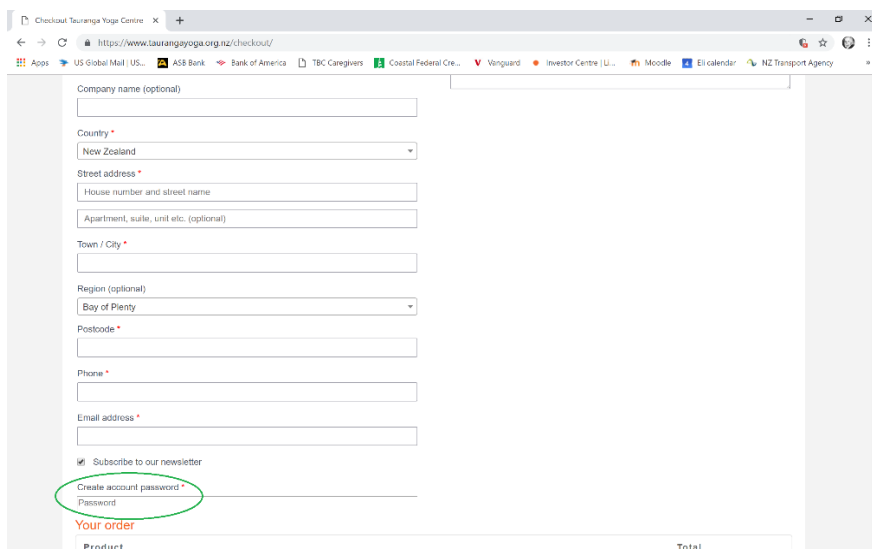 Checkout Tauranga Yoga Centre
https://www.taurangayoga.org.nz/checkout/
Apps US Global Mail | US... ASB Bank Bank of America TBC Caregivers Coastal Federal Cre... Vanguard Investor Centre | Li... Moodle Eli calendar NZ Transport Agency »
Company name (optional)
Country *
New Zealand
Street address *
House number and street name
Apartment, suite, unit etc. (optional)
Town / City *
Region (optional)
Bay of Plenty
Postcode *
Phone *
Email address *
Subscribe to our newsletter
Create account password *
Password
Your order
Product Total